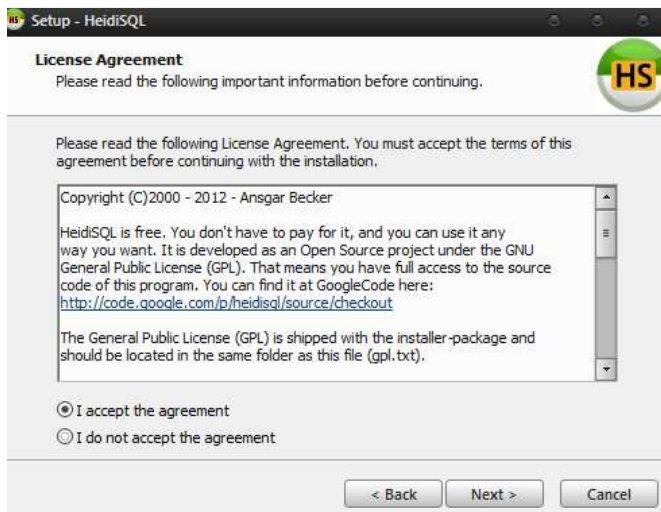 HS Setup - HeidiSQL
License Agreement
Please read the following important information before continuing.
HS
Please read the following License Agreement. You must accept the terms of this
agreement before continuing with the installation.
Copyright (C)2000 - 2012 - Ansgar Becker
HeidiSQL is free. You don't have to pay for it, and you can use it any
way you want. It is developed as an Open Source project under the GNU
General Public License (GPL). That means you have full access to the source
code of this program. You can find it at GoogleCode here:
http://code.google.com/p/heidisql/source/checkout
The General Public License (GPL) is shipped with the installer-package and
should be located in the same folder as this file (gpl.txt).
I accept the agreement
I do not accept the agreement
< Back Next > Cancel